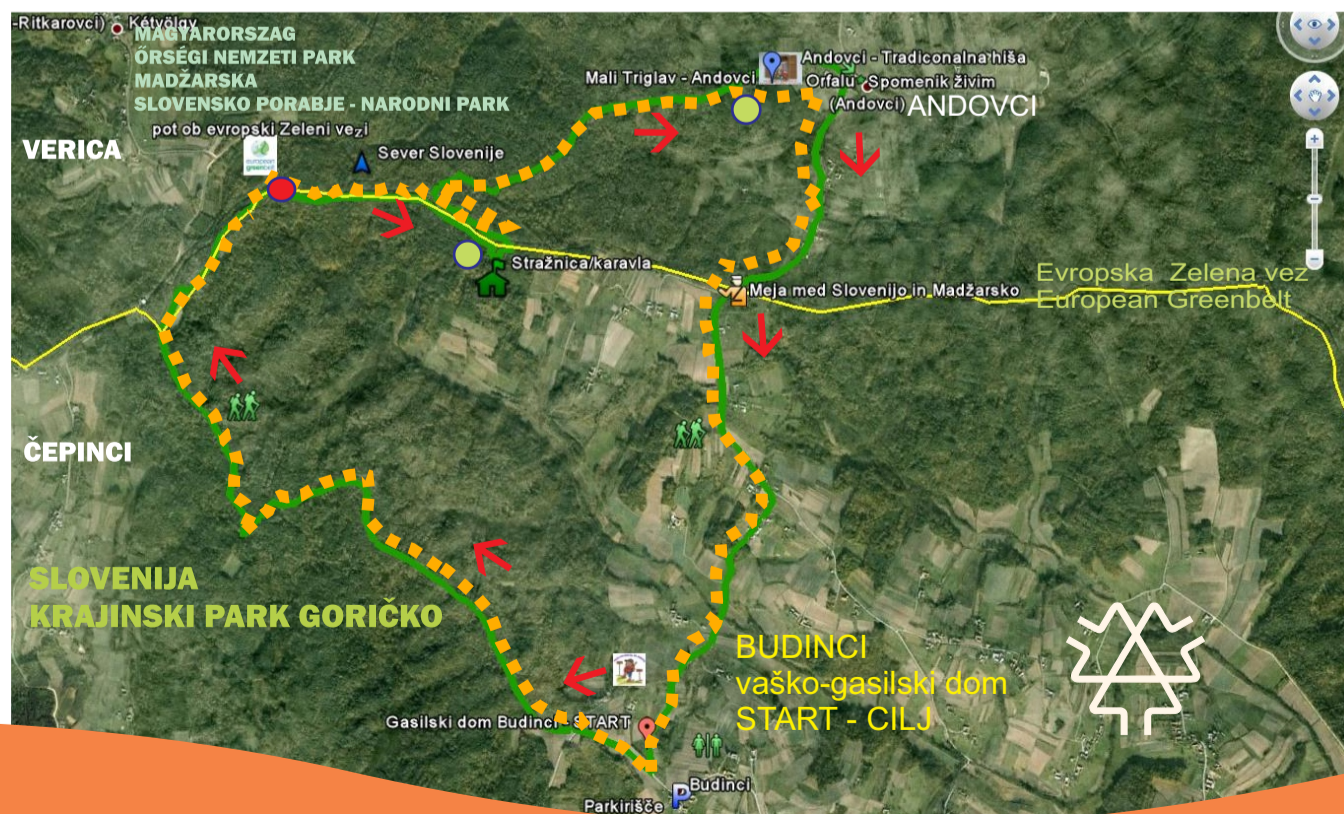 -Ritkarovci)
Kétvölgy
MAGYARORSZAG
ŐRSÉGI NEMZETI PARK
MADŽARSKA
SLOVENSKO PORABJE - NARODNI PARK
pot ob evropski Zeleni vezi
VERICA
european
greenbelt
Sever Slovenije
Mali Triglav - Andovci
Andovci - Tradiconalna hiša
Orfalu Spomenik živim
(Andovci) ANDOVCI
Stražnica/karavla
Meja med Slovenijo in Madžarsko
Evropska Zelena vez
European Greenbelt
ČEPINCI
SLOVENIJA
KRAJINSKI PARK GORIČKO
BUDINCI
vaško-gasilski dom
START - CILJ
Gasilski dom Budinci - START
Budinci
P
Parkirišče